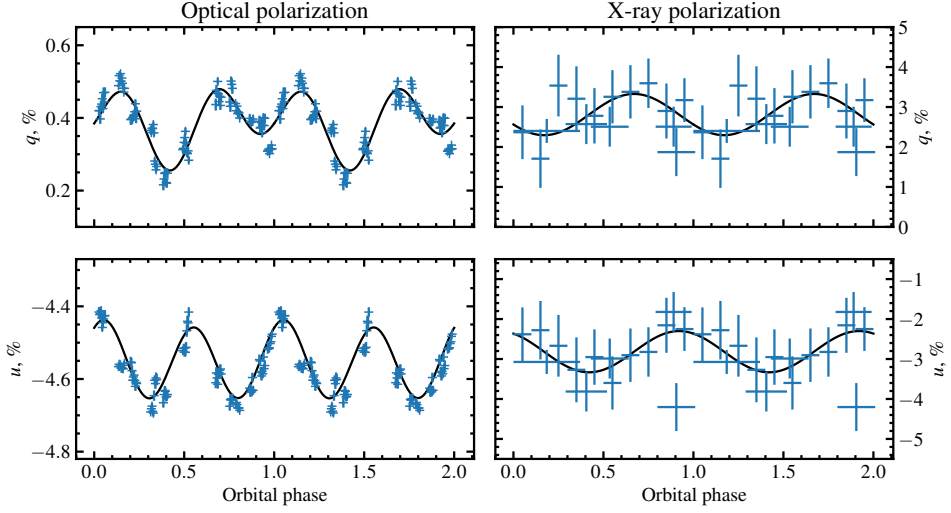 Optical polarization
X-ray polarization
0.6
0.4
0.2
q, %
5
4
3
2
1
0
q, %
−4.4
−4.6
−4.8
u, %
−1
−2
−3
−4
−5
u, %
0.0 0.5 1.0 1.5 2.0
Orbital phase
0.0 0.5 1.0 1.5 2.0
Orbital phase